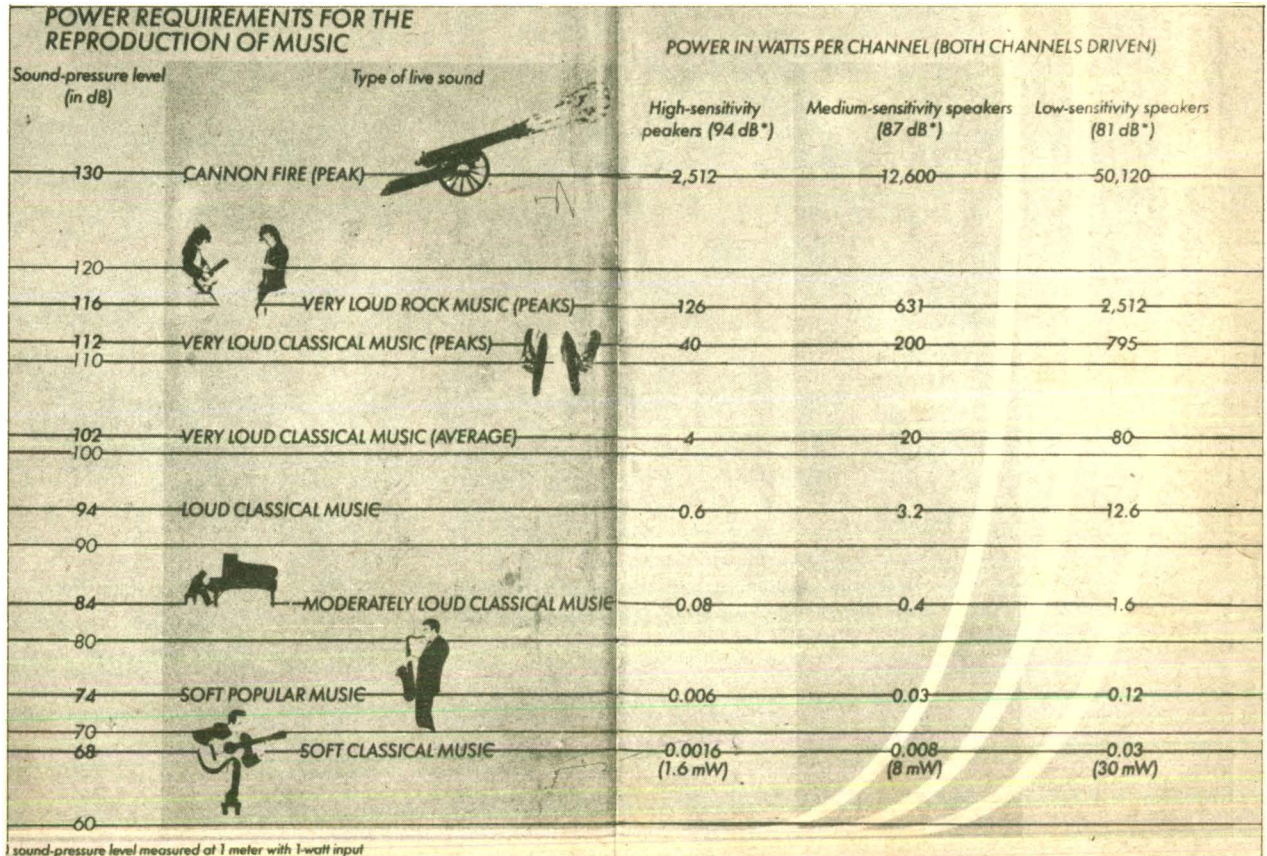 POWER REQUIREMENTS FOR THE
REPRODUCTION OF MUSIC
POWER IN WATTS PER CHANNEL (BOTH CHANNELS DRIVEN)
Sound-pressure level
(in dB)
Type of live sound
High-sensitivity
peakers (94 dB*)
Medium-sensitivity speakers
(87 dB*)
Low-sensitivity speakers
(81 dB*)
130 CANNON FIRE (PEAK) 2,512 12,600 50,120
120
116 VERY LOUD ROCK MUSIC (PEAKS) 126 631 2,512
112 VERY LOUD CLASSICAL MUSIC (PEAKS) 40 200 795
110
102 VERY LOUD CLASSICAL MUSIC (AVERAGE) 4 20 80
100
94 LOUD CLASSICAL MUSIC 0.6 3.2 12.6
90
84 MODERATELY LOUD CLASSICAL MUSIC 0.08 0.4 1.6
80
74 SOFT POPULAR MUSIC 0.006 0.03 0.12
70
68 SOFT CLASSICAL MUSIC 0.0016 0.008 0.03
(1.6 mW) (8 mW) (30 mW)
60
sound-pressure level measured at 1 meter with 1-watt input